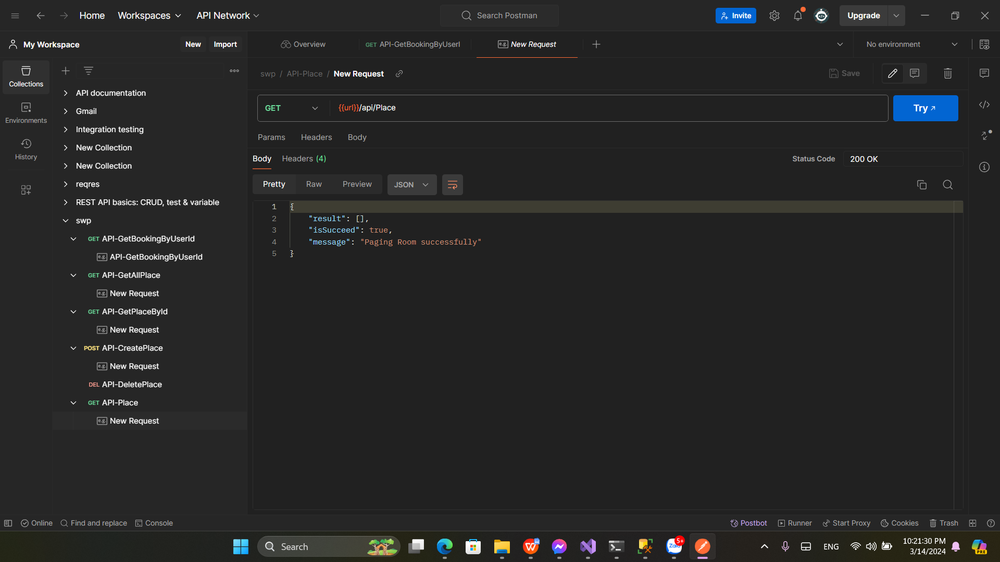 Home
Workspaces
API Network
Search Postman
Invite
Upgrade
My Workspace
New
Import
Overview
GET API-GetBookingByUserI
e.g. New Request
No environment
Collections
Environments
History
API documentation
Gmail
Integration testing
New Collection
New Collection
reqres
REST API basics: CRUD, test & variable
swp
GET API-GetBookingByUserId
e.g. API-GetBookingByUserId
GET API-GetAllPlace
e.g. New Request
GET API-GetPlaceById
e.g. New Request
POST API-CreatePlace
e.g. New Request
DEL API-DeletePlace
GET API-Place
e.g. New Request
swp / API-Place / New Request
Save
GET
{{url}}/api/Place
Try
Params
Headers
Body
Body
Headers (4)
Status Code
200 OK
Pretty
Raw
Preview
JSON
1 {
2 "result": [],
3 "isSucceed": true,
4 "message": "Paging Room successfully"
5 }
Online
Find and replace
Console
Postbot
Runner
Start Proxy
Cookies
Trash
Search
Zalo
5+
ENG
10:21:30 PM
3/14/2024
PRE